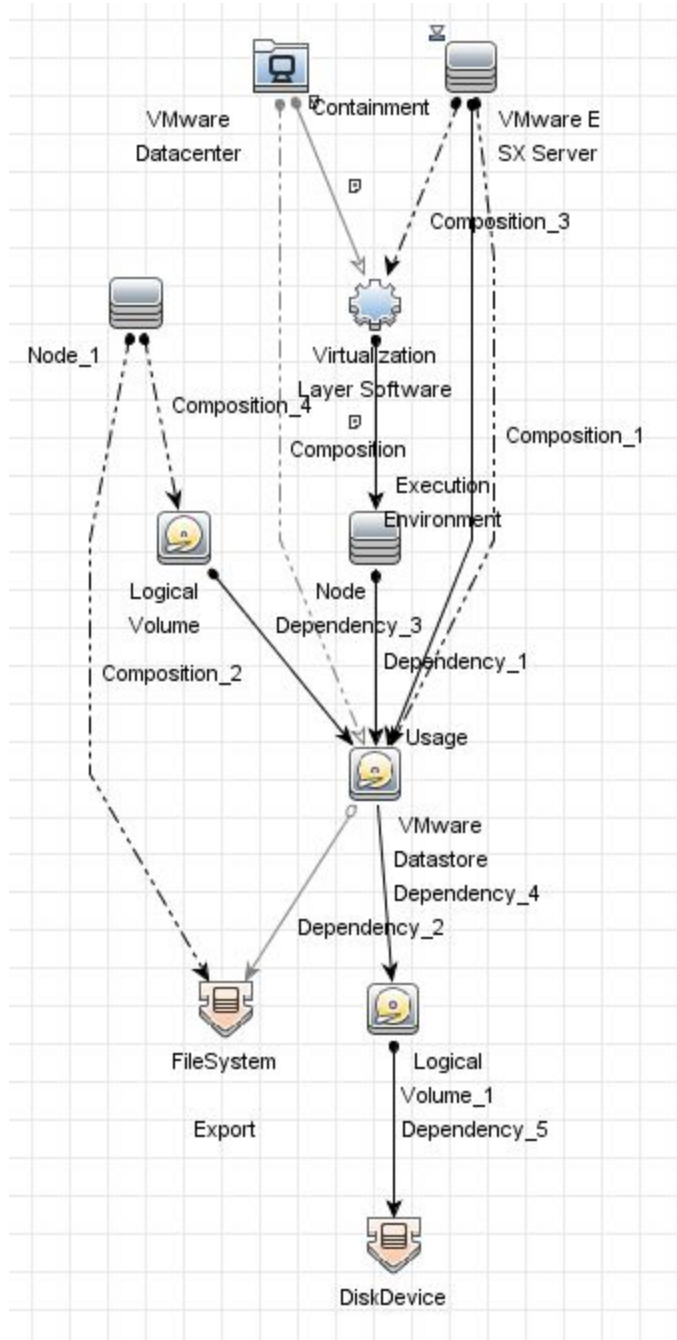 Containment
VMware
Datacenter
VMware E
SX Server
Composition_3
Node_1
Virtualization
Layer Software
Composition_4
Composition
Composition_1
Execution
Environment
Logical
Volume
Node
Dependency_3
Dependency_1
Composition_2
Usage
VMware
Datastore
Dependency_4
Dependency_2
FileSystem
Export
Logical
Volume_1
Dependency_5
DiskDevice